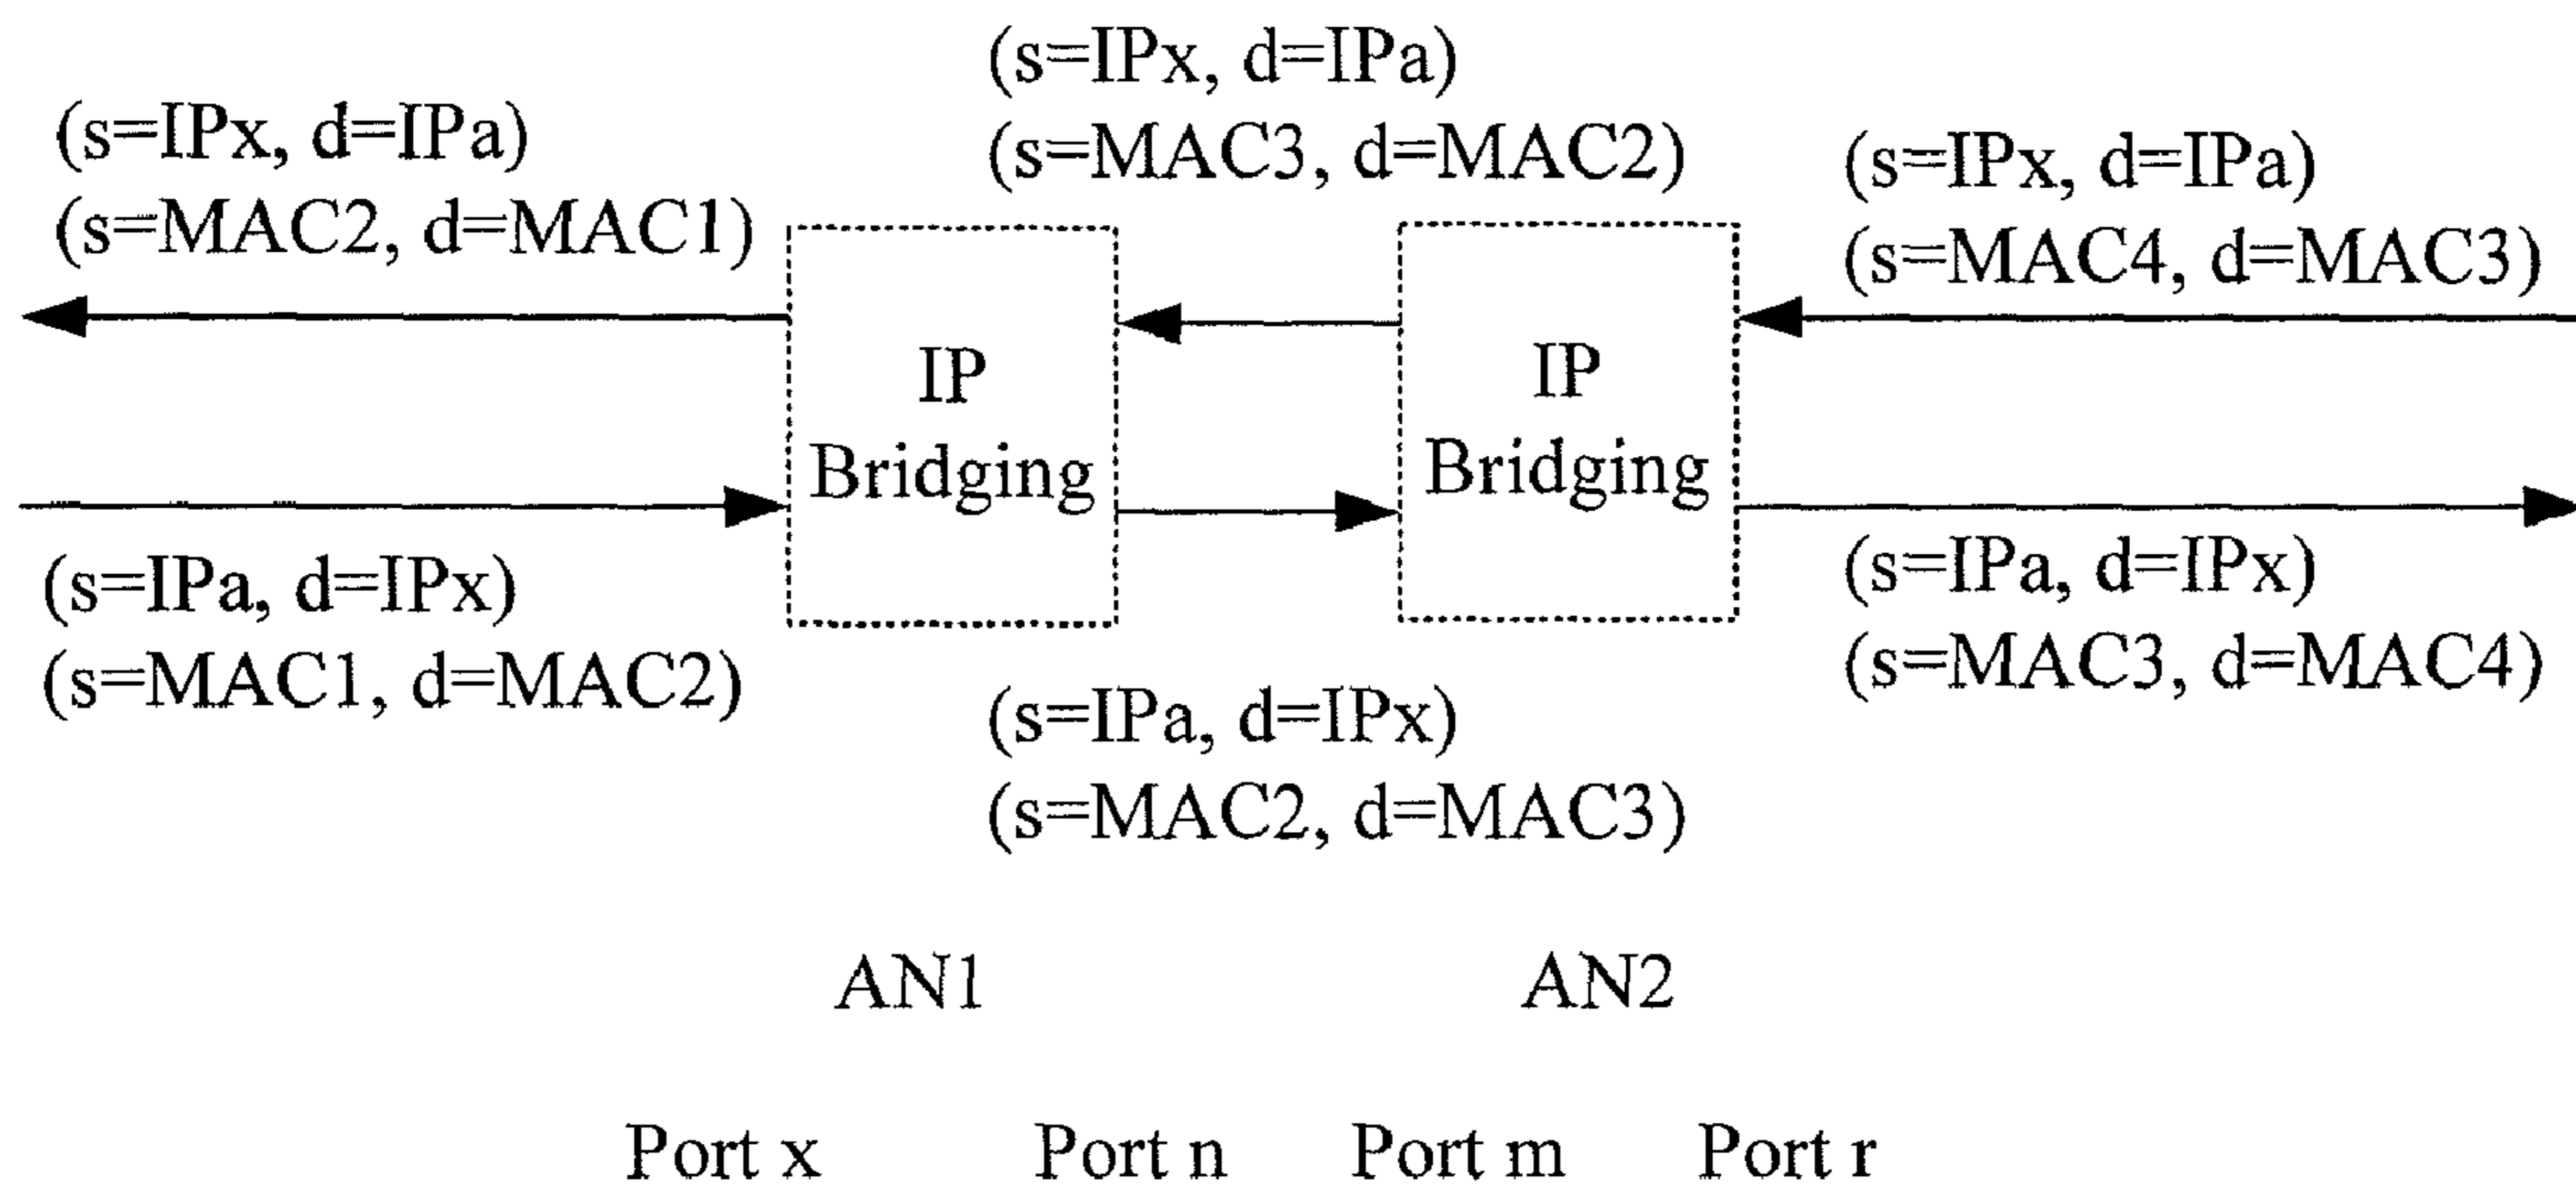 (s=IPx, d=IPa)
(s=MAC2, d=MAC1)
(s=IPx, d=IPa)
(s=MAC3, d=MAC2)
(s=IPx, d=IPa)
(s=MAC4, d=MAC3)
IP
Bridging
IP
Bridging
(s=IPa, d=IPx)
(s=MAC1, d=MAC2)
(s=IPa, d=IPx)
(s=MAC2, d=MAC3)
(s=IPa, d=IPx)
(s=MAC3, d=MAC4)
AN1
AN2
Port x
Port n
Port m
Port r